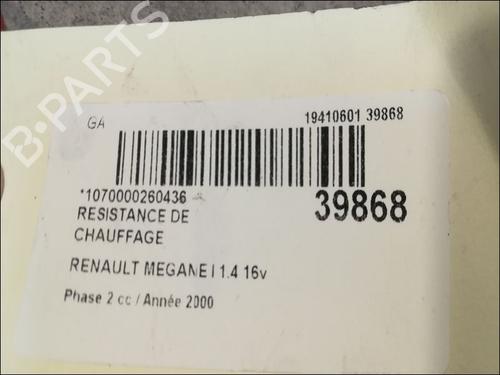 GA
19410601 39868
*1070000260436
39868
RESISTANCE DE
CHAUFFAGE
RENAULT MEGANE I 1.4 16v
Phase 2 cc / Année 2000
B-PARTS